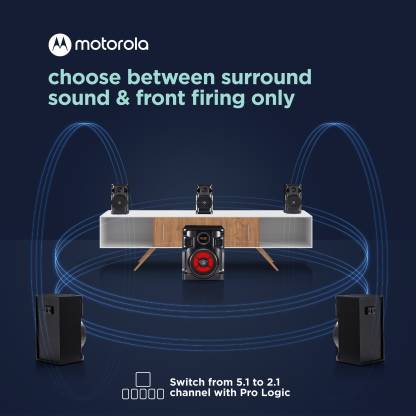 motorola
choose between surround
sound & front firing only
Switch from 5.1 to 2.1
channel with Pro Logic